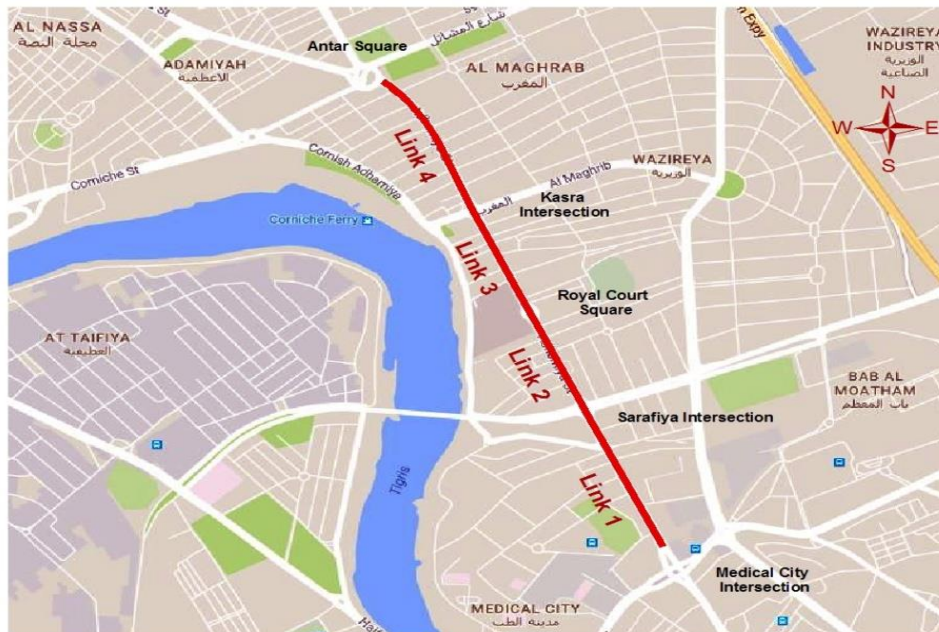 AL NASSA
محلة النصة
Antar Square
شارع المشاتل
ADAMIYAH
الاعظمية
AL MAGHRAB
المغرب
Expy
WAZIREYA
INDUSTRY
الوزيرية
الصناعية
N
W
E
S
Link 4
Cornish Adhamiya
Corniche St
WAZIREYA
الوزيرية
Al Maghrib
المغرب
Kasra
Intersection
Corniche Ferry
Link 3
Royal Court
Square
AT TAIFIYA
العطيفية
Link 2
BAB AL
MOATHAM
باب المعظم
Sarafiya Intersection
Tigris
Link 1
Medical City
Intersection
MEDICAL CITY
مدينة الطب